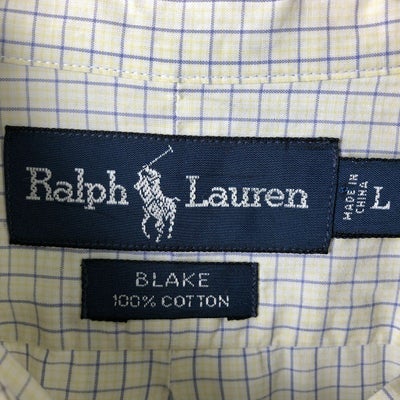 Ralph Lauren
MADE IN
CHINA
L
BLAKE
100% COTTON